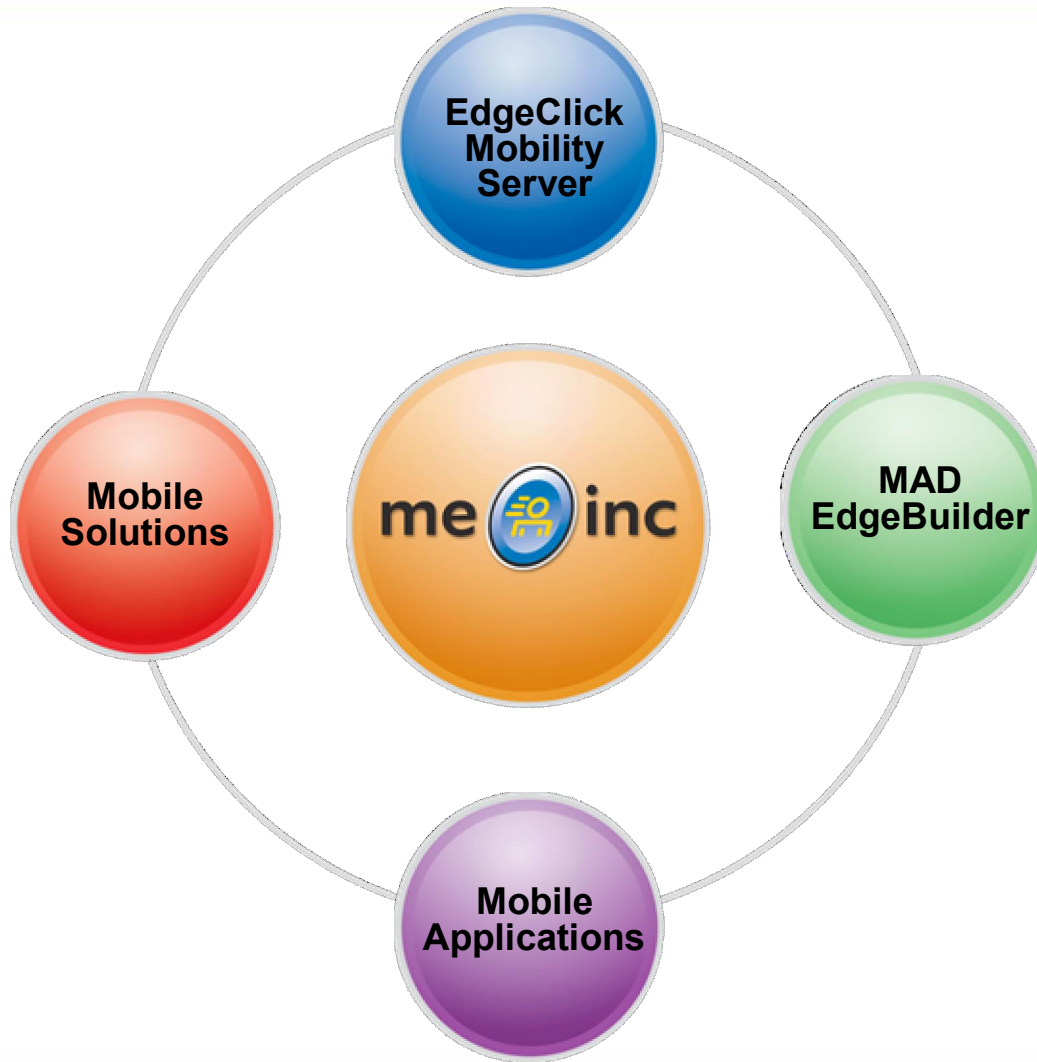 EdgeClick
Mobility
Server
Mobile
Solutions
me inc
MAD
EdgeBuilder
Mobile
Applications